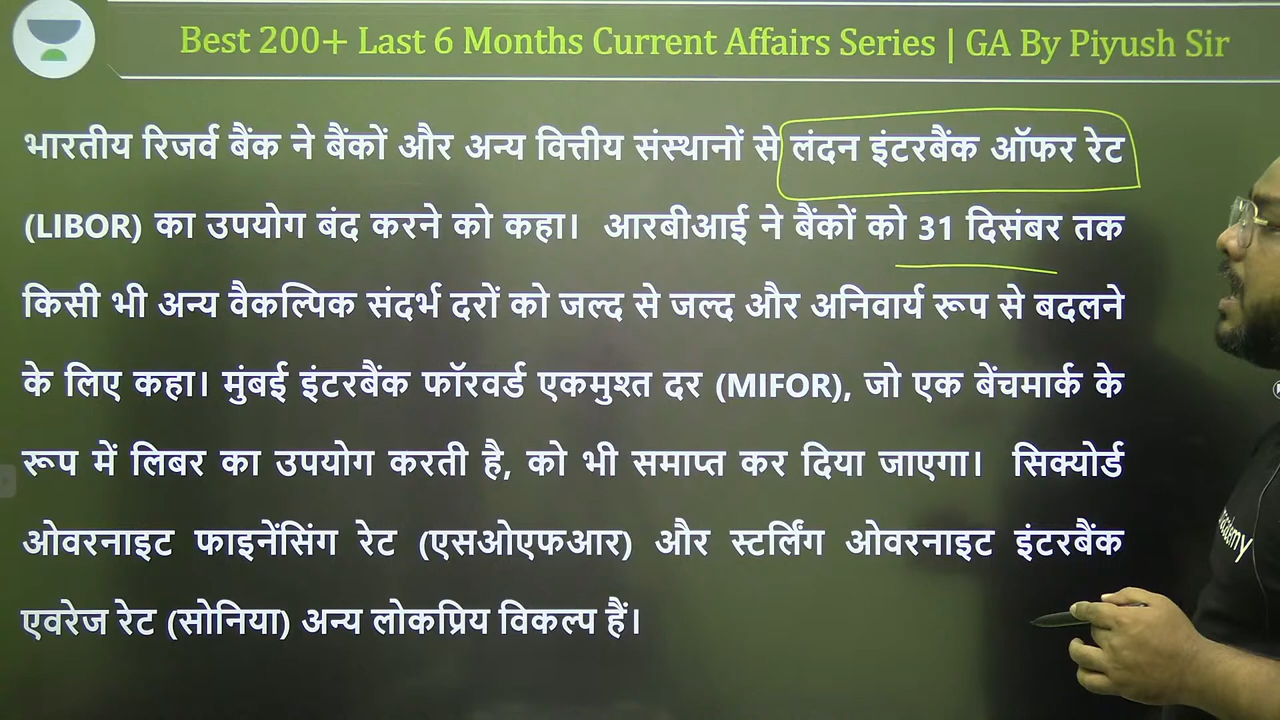 Best 200+ Last 6 Months Current Affairs Series | GA By Piyush Sir
भारतीय रिजर्व बैंक ने बैंकों और अन्य वित्तीय संस्थानों से लंदन इंटरबैंक ऑफर रेट
(LIBOR) का उपयोग बंद करने को कहा। आरबीआई ने बैंकों को 31 दिसंबर तक
किसी भी अन्य वैकल्पिक संदर्भ दरों को जल्द से जल्द और अनिवार्य रूप से बदलने
के लिए कहा। मुंबई इंटरबैंक फॉरवर्ड एकमुश्त दर (MIFOR), जो एक बेंचमार्क के
रूप में लिबर का उपयोग करती है, को भी समाप्त कर दिया जाएगा। सिक्योर्ड
ओवरनाइट फाइनेंसिंग रेट (एसओएफआर) और स्टर्लिंग ओवरनाइट इंटरबैंक
एवरेज रेट (सोनिया) अन्य लोकप्रिय विकल्प हैं।